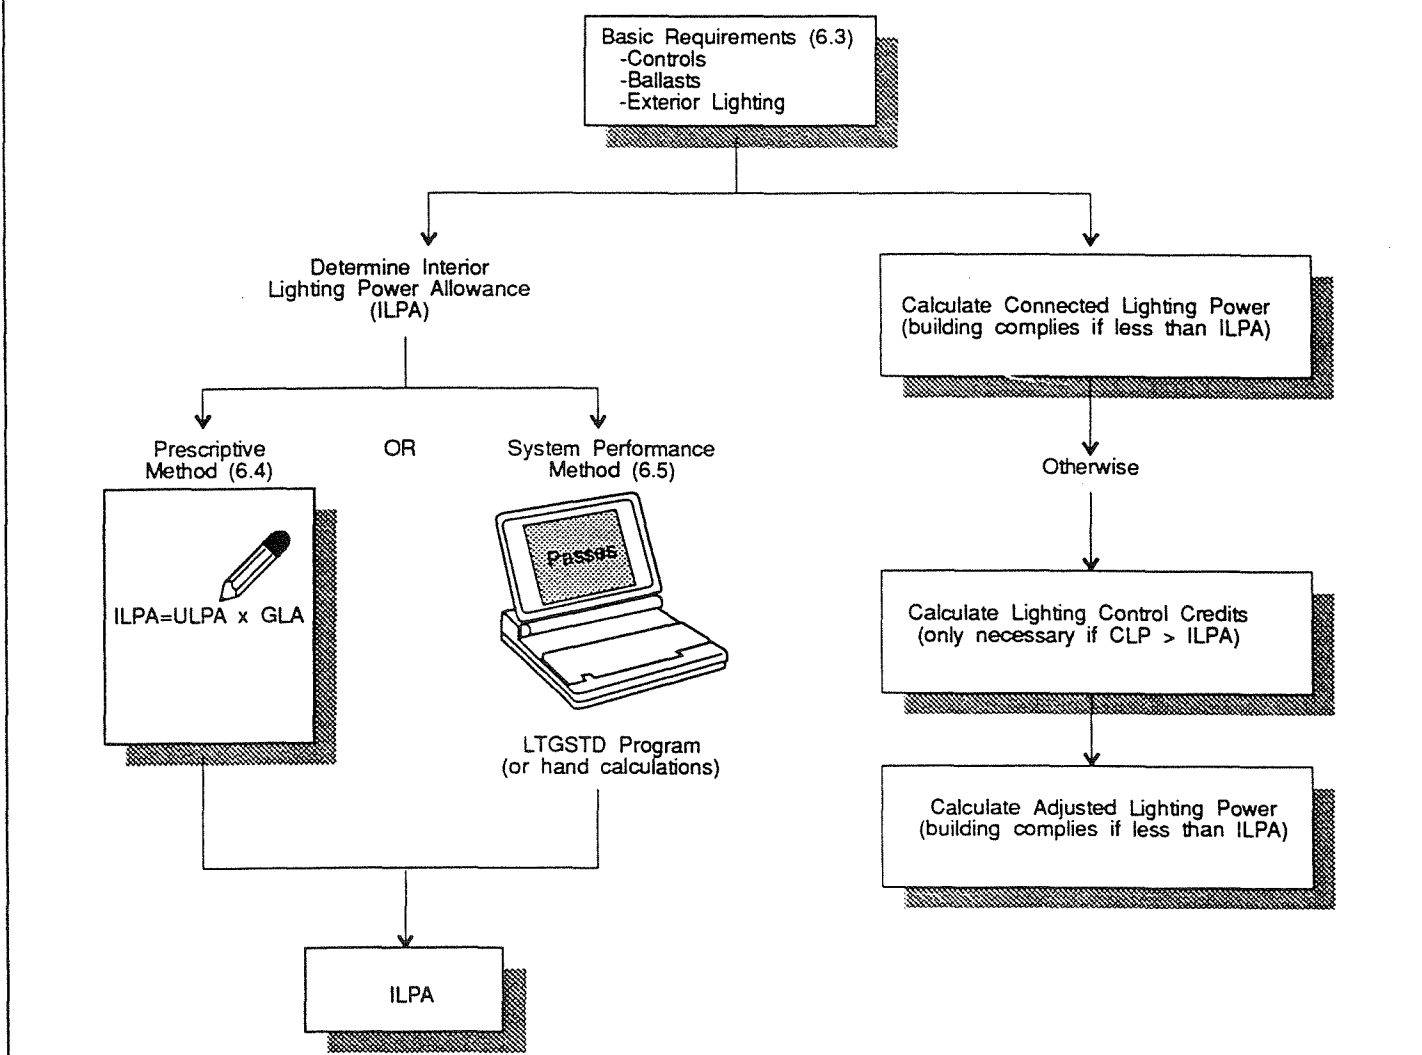 Basic Requirements (6.3)
-Controls
-Ballasts
-Exterior Lighting
Determine Interior
Lighting Power Allowance
(ILPA)
Prescriptive
Method (6.4)
OR
System Performance
Method (6.5)
ILPA=ULPA x GLA
Passes
LTGSTD Program
(or hand calculations)
ILPA
Calculate Connected Lighting Power
(building complies if less than ILPA)
Otherwise
Calculate Lighting Control Credits
(only necessary if CLP > ILPA)
Calculate Adjusted Lighting Power
(building complies if less than ILPA)